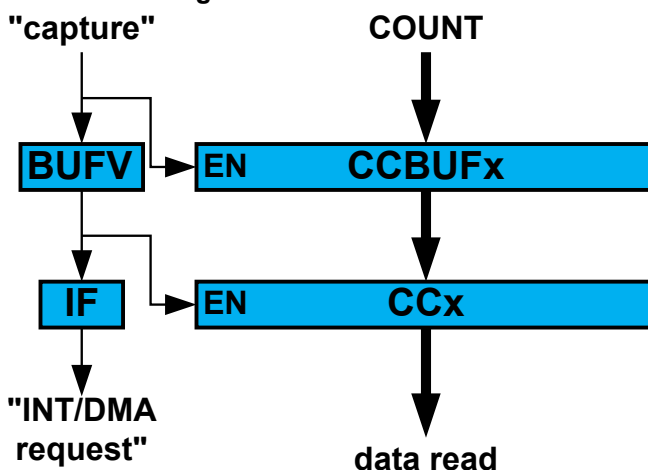 "capture"
COUNT
BUFV
EN
CCBUFx
IF
EN
CCx
"INT/DMA
request"
data read